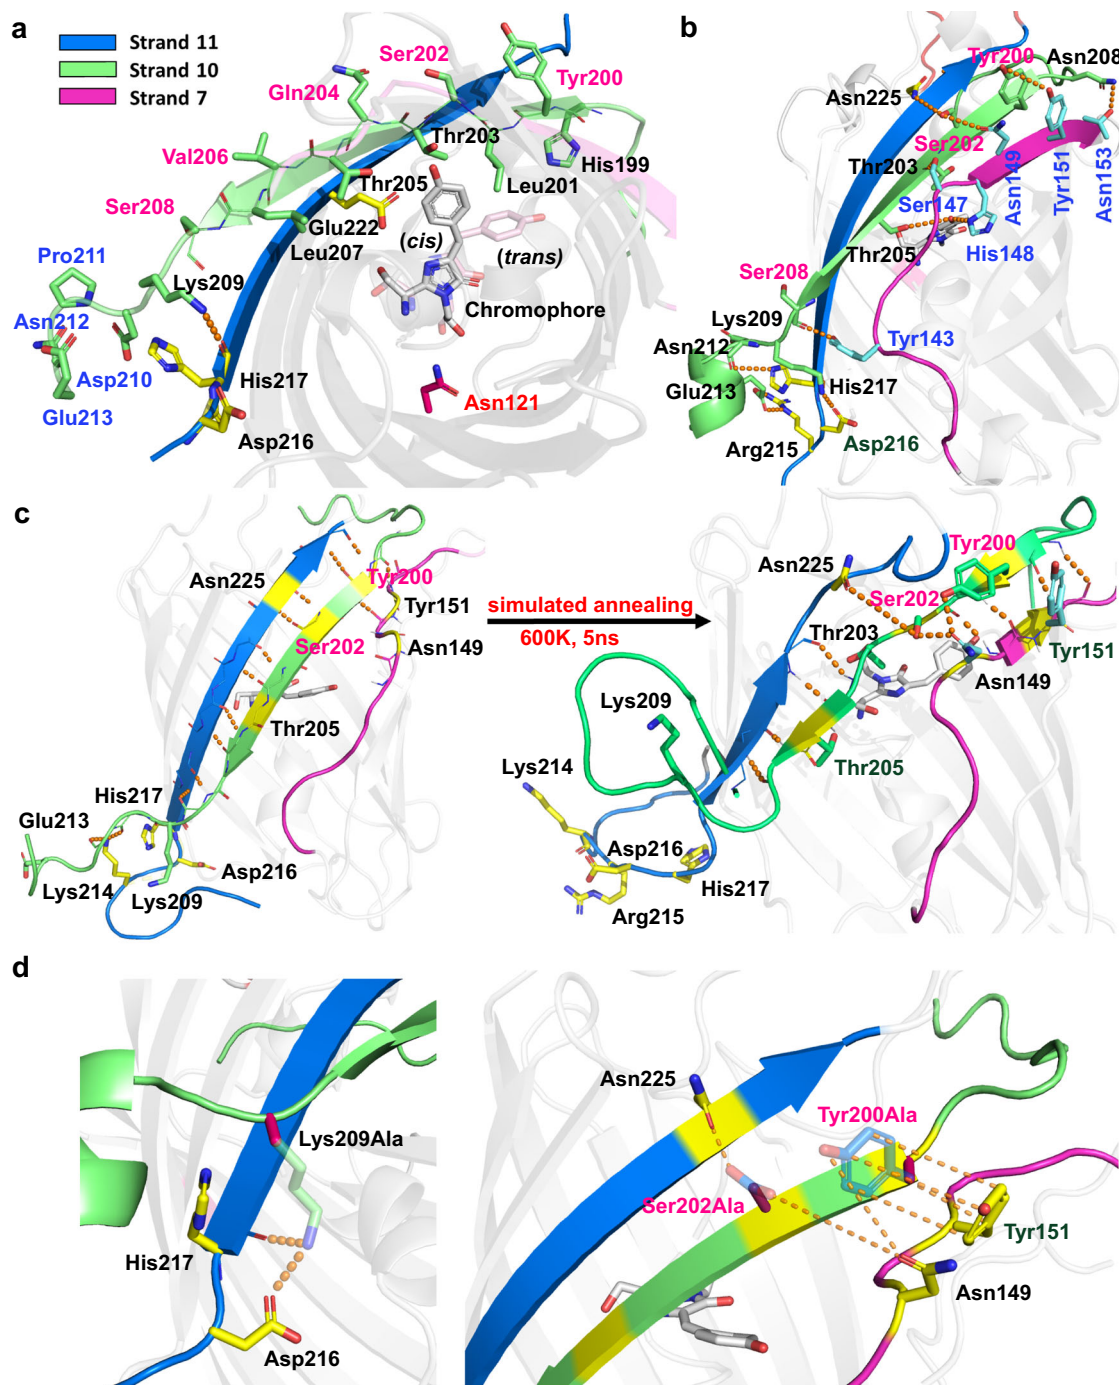 a
Strand 11
Strand 10
Strand 7
Ser202
Tyr200
Gln204
Thr203
His199
Val206
Thr205
Leu201
Ser208
Glu222
(cis)
(trans)
Leu207
Pro211
Lys209
Chromophore
Asn212
Asp210
His217
Asn121
Glu213
Asp216
b
Tyr200
Asn208
Asn225
Ser202
Thr203
Asn149
Tyr151
Asn153
Ser147
Thr205
His148
Ser208
Lys209
Asn212
Tyr143
Glu213
His217
Arg215
Asp216
c
Asn225
Tyr200
Tyr151
Ser202
Asn149
Thr205
His217
Glu213
Asp216
Lys214
Lys209
simulated annealing
600K, 5ns
Tyr200
Asn225
Ser202
Thr203
Tyr151
Asn149
Lys209
Thr205
Lys214
Asp216
His217
Arg215
d
Lys209Ala
His217
Asp216
Asn225
Tyr200Ala
Ser202Ala
Tyr151
Asn149